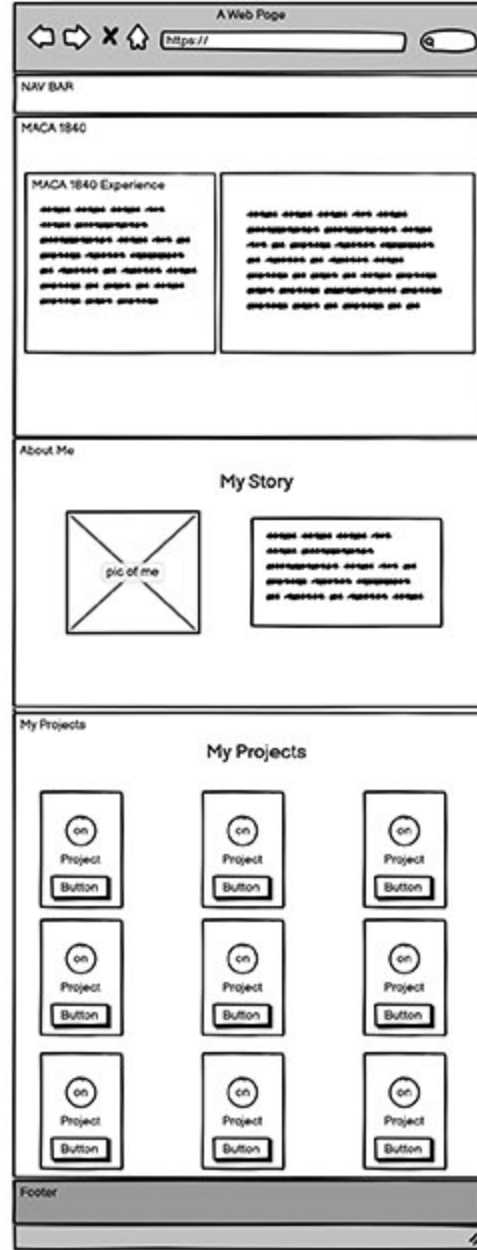 A Web Page
https://
NAV BAR
MACA 1840
MACA 1840 Experience
About Me
My Story
pic of me
My Projects
My Projects
on on on
Project Project Project
Button Button Button
on on on
Project Project Project
Button Button Button
on on on
Project Project Project
Button Button Button
Footer